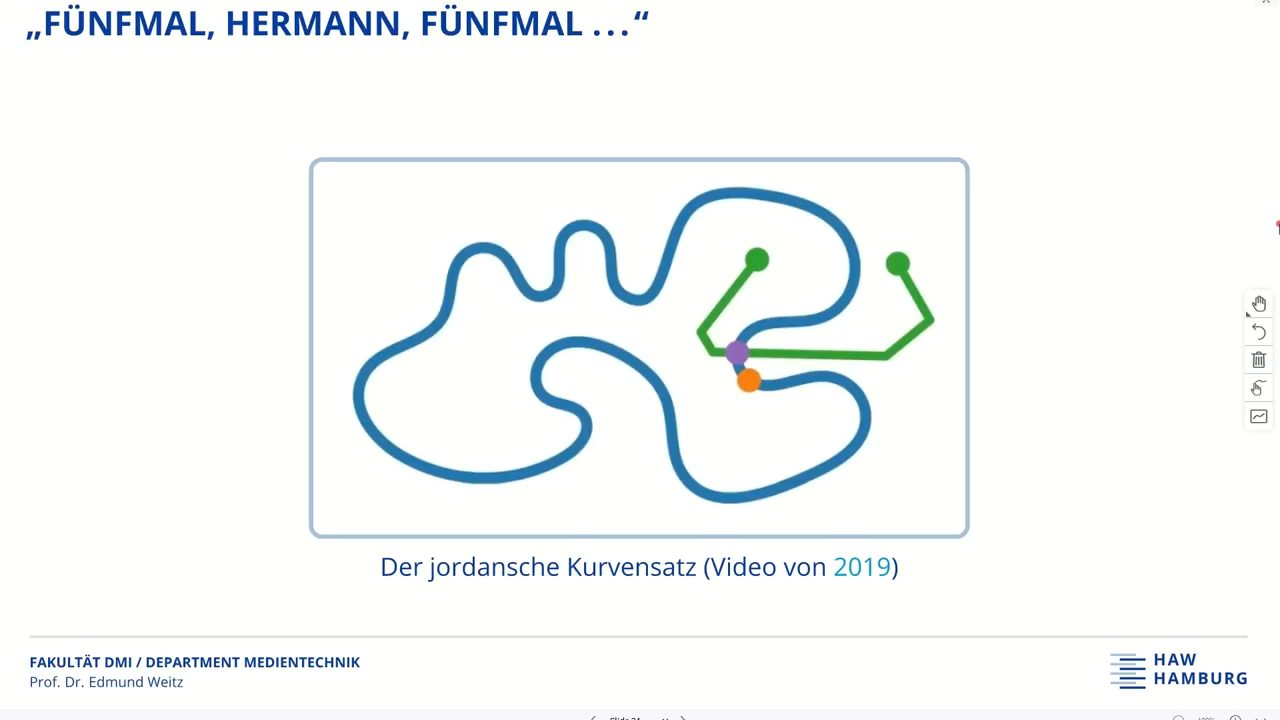 „FÜNFMAL, HERMANN, FÜNFMAL ...“
Der jordansche Kurvensatz (Video von 2019)
FAKULTÄT DMI / DEPARTMENT MEDIENTECHNIK
Prof. Dr. Edmund Weitz
HAW
HAMBURG